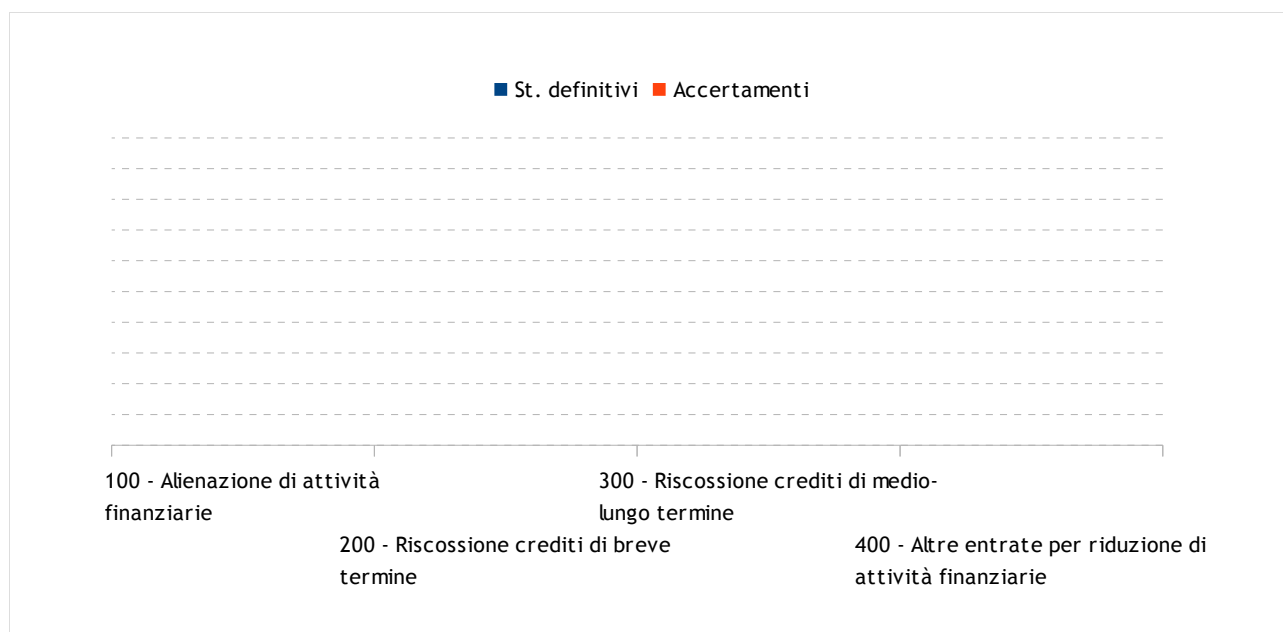 St. definitivi Accertamenti
100 - Alienazione di attività
finanziarie
200 - Riscossione crediti di breve
termine
300 - Riscossione crediti di medio-
lungo termine
400 - Altre entrate per riduzione di
attività finanziarie